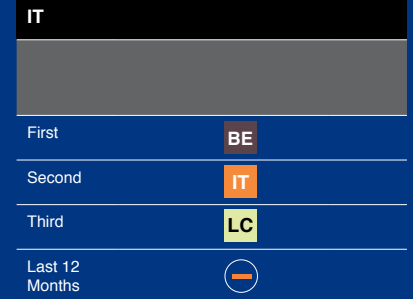 IT
First BE
Second IT
Third LC
Last 12
Months